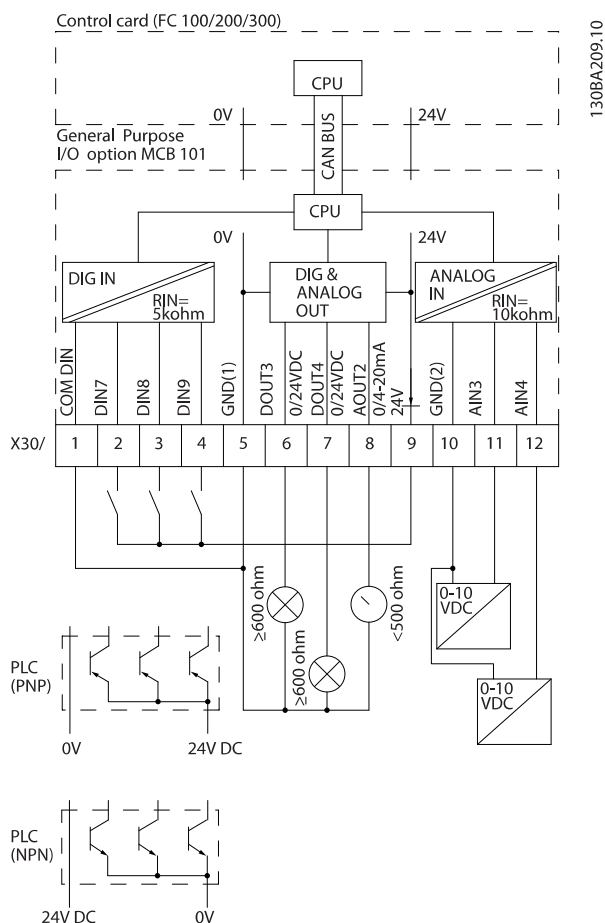 Control card (FC 100/200/300)
130BA209.10
CPU
0V
24V
CAN BUS
General Purpose
I/O option MCB 101
CPU
0V
24V
DIG IN
RIN=
5kohm
DIG &
ANALOG
OUT
ANALOG
IN
RIN=
10kohm
COM DIN
DIN7
DIN8
DIN9
GND(1)
DOUT3
0/24VDC
DOUT4
0/24VDC
AOUT2
0/4-20mA
24V
GND(2)
AIN3
AIN4
X30/ 1 2 3 4 5 6 7 8 9 10 11 12
≥600 ohm
≥600 ohm
<500 ohm
0-10
VDC
0-10
VDC
PLC
(PNP)
0V
24V DC
PLC
(NPN)
24V DC
0V